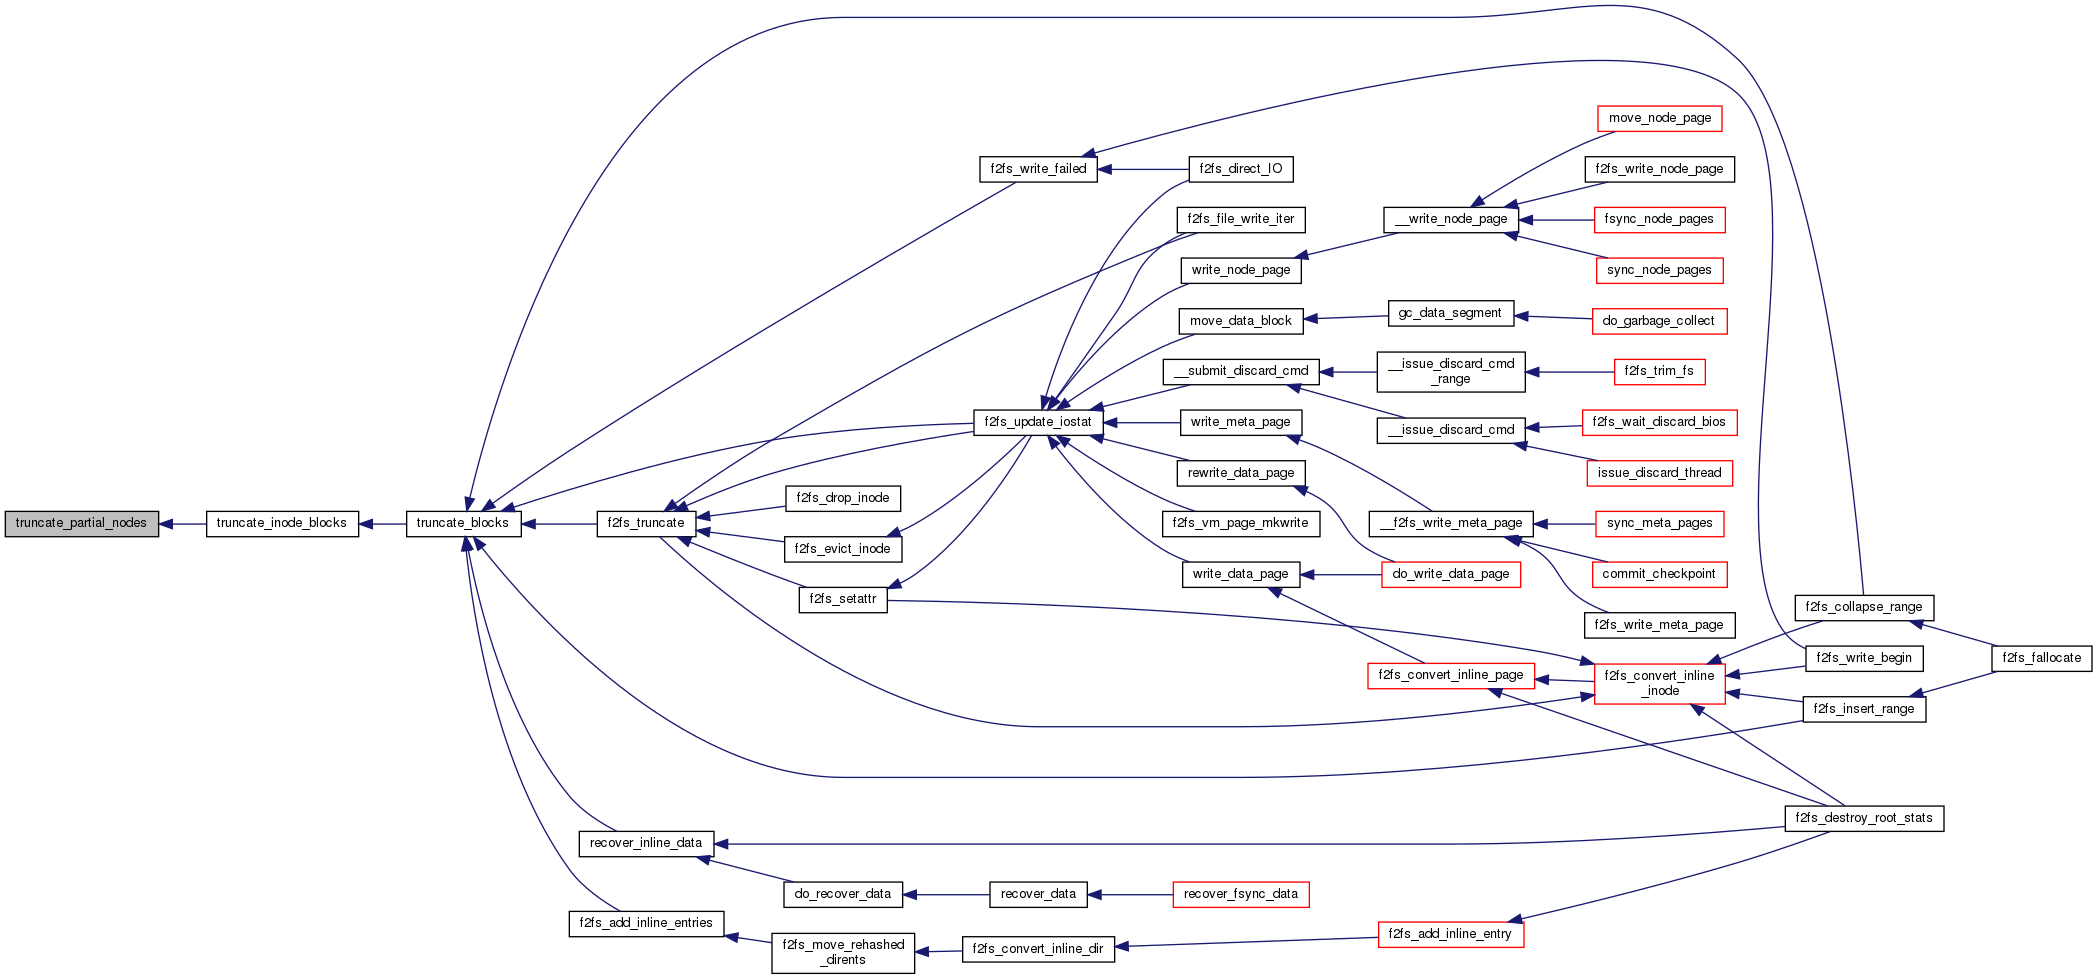 move_node_page
f2fs_write_failed
f2fs_direct_IO
f2fs_write_node_page
f2fs_file_write_iter
__write_node_page
fsync_node_pages
write_node_page
sync_node_pages
move_data_block
gc_data_segment
do_garbage_collect
__submit_discard_cmd
__issue_discard_cmd
_range
f2fs_trim_fs
f2fs_update_iostat
write_meta_page
__issue_discard_cmd
f2fs_wait_discard_bios
rewrite_data_page
issue_discard_thread
truncate_partial_nodes
truncate_inode_blocks
truncate_blocks
f2fs_truncate
f2fs_drop_inode
f2fs_vm_page_mkwrite
__f2fs_write_meta_page
sync_meta_pages
f2fs_evict_inode
write_data_page
do_write_data_page
commit_checkpoint
f2fs_setattr
f2fs_collapse_range
f2fs_write_meta_page
f2fs_write_begin
f2fs_fallocate
f2fs_convert_inline_page
f2fs_convert_inline
_inode
f2fs_insert_range
f2fs_destroy_root_stats
recover_inline_data
do_recover_data
recover_data
recover_fsync_data
f2fs_add_inline_entries
f2fs_add_inline_entry
f2fs_move_rehashed
_dirents
f2fs_convert_inline_dir